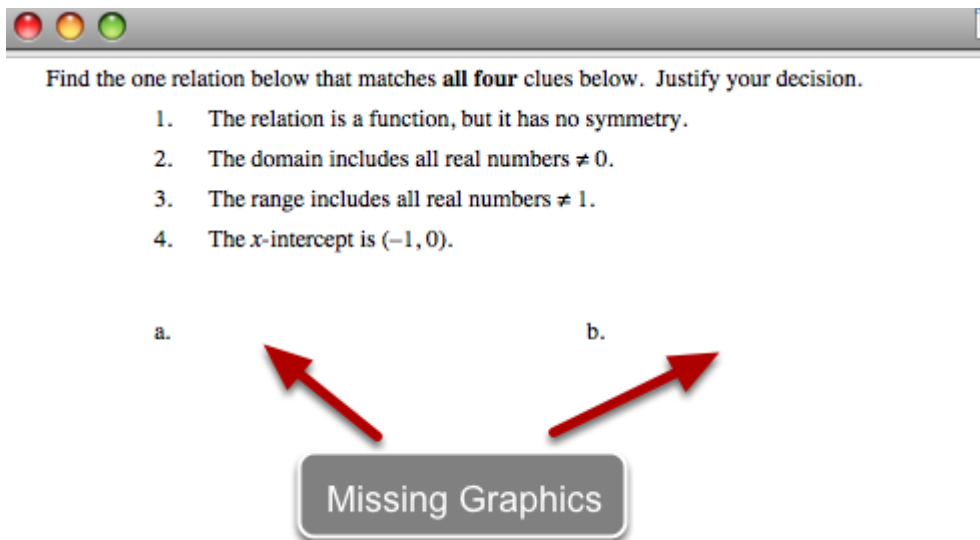 Find the one relation below that matches all four clues below. Justify your decision.
1. The relation is a function, but it has no symmetry.
2. The domain includes all real numbers ≠ 0.
3. The range includes all real numbers ≠ 1.
4. The x-intercept is (–1, 0).
a. b.
Missing Graphics